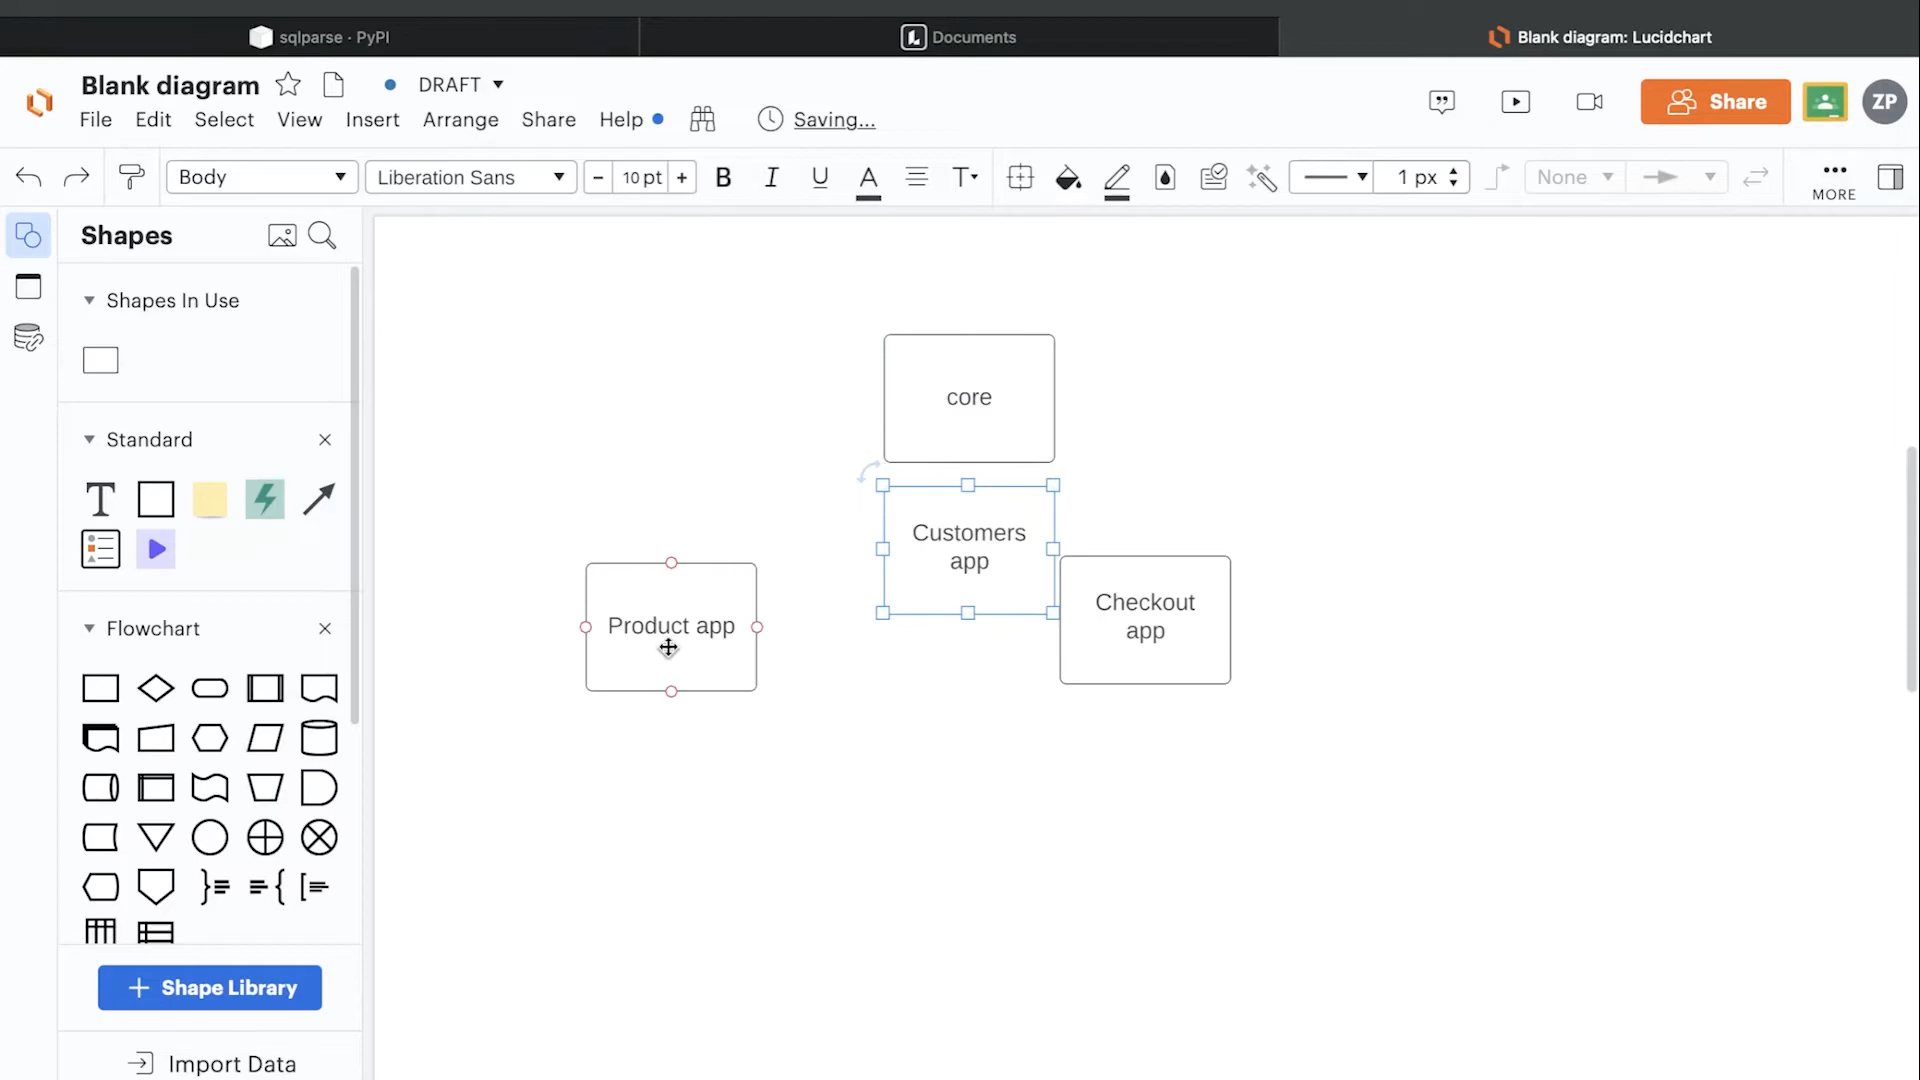 sqlparse · PyPI
Documents
Blank diagram: Lucidchart
Blank diagram
DRAFT
File Edit Select View Insert Arrange Share Help
Saving...
Share
ZP
Body
Liberation Sans
- 10 pt +
B I U A T
1 px
None
MORE
Shapes
Shapes In Use
Standard
T
Flowchart
Shape Library
Import Data
core
Customers
app
Product app
Checkout
app